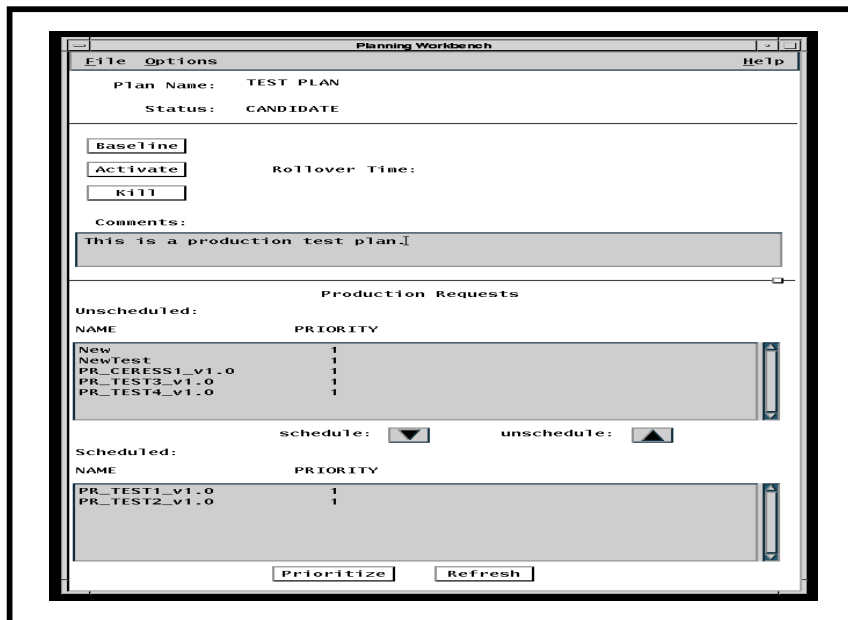 Planning Workbench
File Options Help
Plan Name: TEST PLAN
Status: CANDIDATE
Baseline
Activate Rollover Time:
Kill
Comments:
This is a production test plan.
Production Requests
Unscheduled:
NAME PRIORITY
New 1
NewTest 1
PR_CERESS1_v1.0 1
PR_TEST3_v1.0 1
PR_TEST4_v1.0 1
schedule: unschedule:
Scheduled:
NAME PRIORITY
PR_TEST1_v1.0 1
PR_TEST2_v1.0 1
Prioritize Refresh